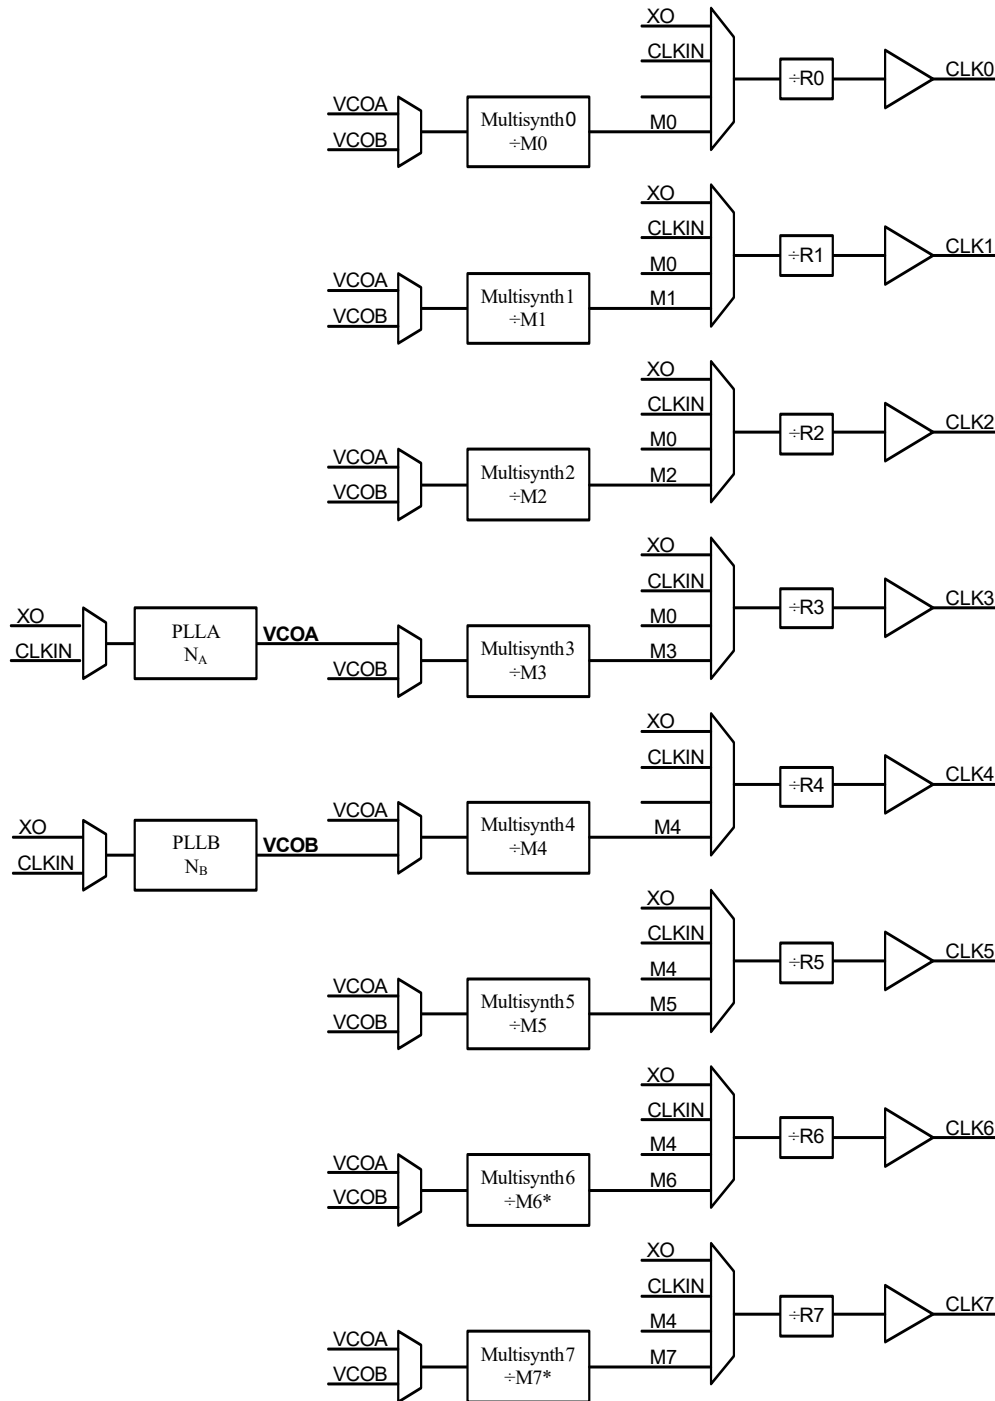 XO
CLKIN
VCOA
VCOB
Multisynth0
÷M0
M0
÷R0
CLK0
XO
CLKIN
M0
VCOA
VCOB
Multisynth1
÷M1
M1
÷R1
CLK1
XO
CLKIN
M0
VCOA
VCOB
Multisynth2
÷M2
M2
÷R2
CLK2
XO
CLKIN
PLLA
NA
VCOA
VCOB
Multisynth3
÷M3
XO
CLKIN
M0
M3
÷R3
CLK3
XO
CLKIN
PLLB
NB
VCOB
VCOA
Multisynth4
÷M4
XO
CLKIN
M4
÷R4
CLK4
XO
CLKIN
M4
VCOA
VCOB
Multisynth5
÷M5
M5
÷R5
CLK5
XO
CLKIN
M4
VCOA
VCOB
Multisynth6
÷M6*
M6
÷R6
CLK6
XO
CLKIN
M4
VCOA
VCOB
Multisynth7
÷M7*
M7
÷R7
CLK7